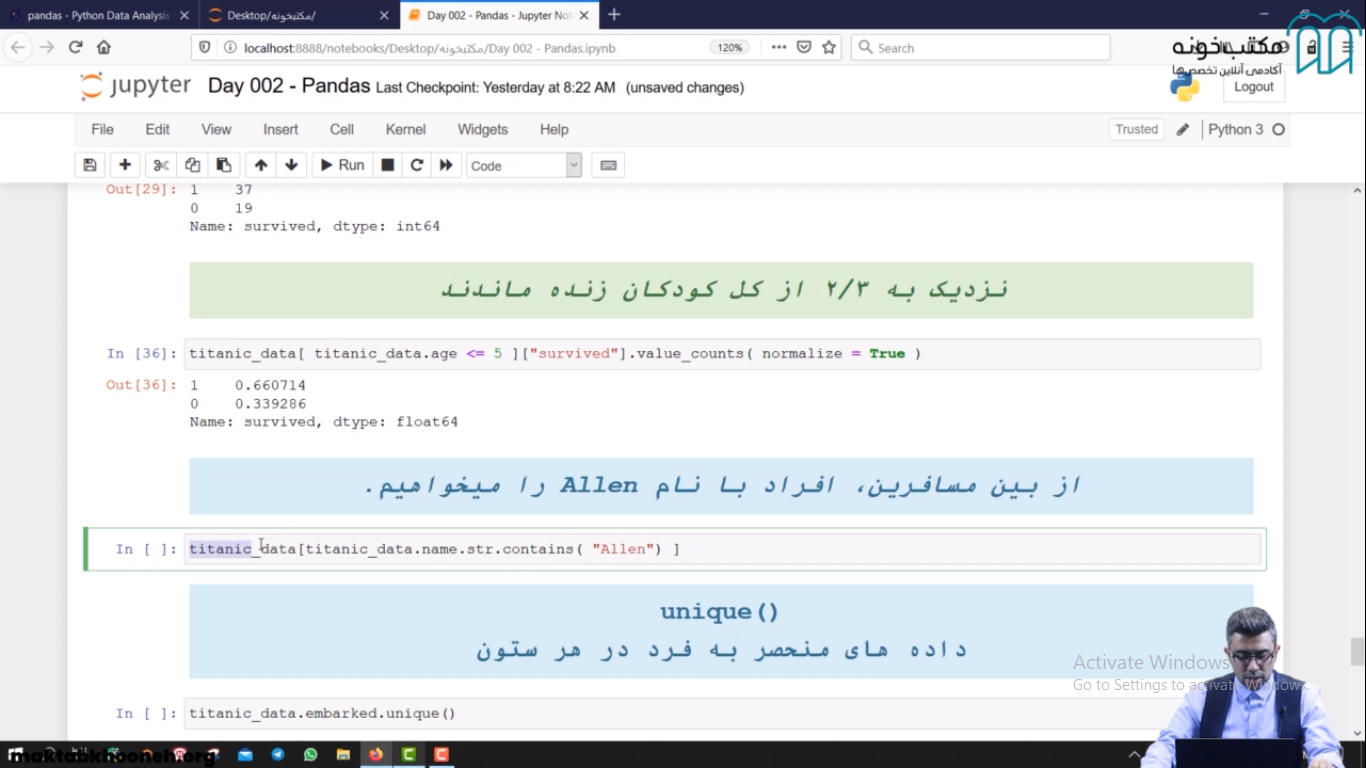 pandas - Python Data Analysis
Desktop/مکتبخونه/
Day 002 - Pandas - Jupyter Not
localhost:8888/notebooks/Desktop/مکتبخونه/Day 002 - Pandas.ipynb
120%
Search
مکتب‌خونه
آکادمی آنلاین تخصص‌ها
jupyter
Day 002 - Pandas Last Checkpoint: Yesterday at 8:22 AM (unsaved changes)
Logout
File Edit View Insert Cell Kernel Widgets Help
Trusted
Python 3
Run
Code
Out[29]: 1 37
0 19
Name: survived, dtype: int64
نزدیک به ۲/۳ از کل کودکان زنده ماندند
In [36]: titanic_data[ titanic_data.age <= 5 ]["survived"].value_counts( normalize = True )
Out[36]: 1 0.660714
0 0.339286
Name: survived, dtype: float64
از بین مسافرین، افراد با نام Allen را میخواهیم.
In [ ]: titanic_data[titanic_data.name.str.contains( "Allen") ]
unique()
داده های منحصر به فرد در هر ستون
In [ ]: titanic_data.embarked.unique()
Activate Windows
Go to Settings to activate Windows.
maktabkhooneh.org